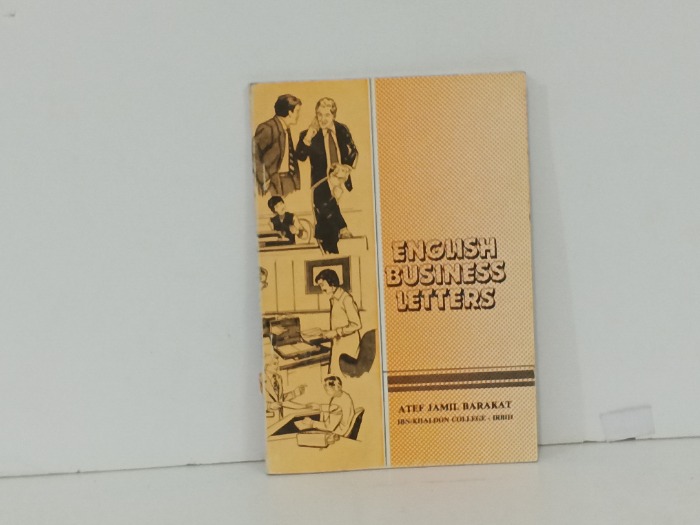 ENGLISH
BUSINESS
LETTERS
ATEF JAMIL BARAKAT
IBN-KHALDON COLLEGE - IRBID